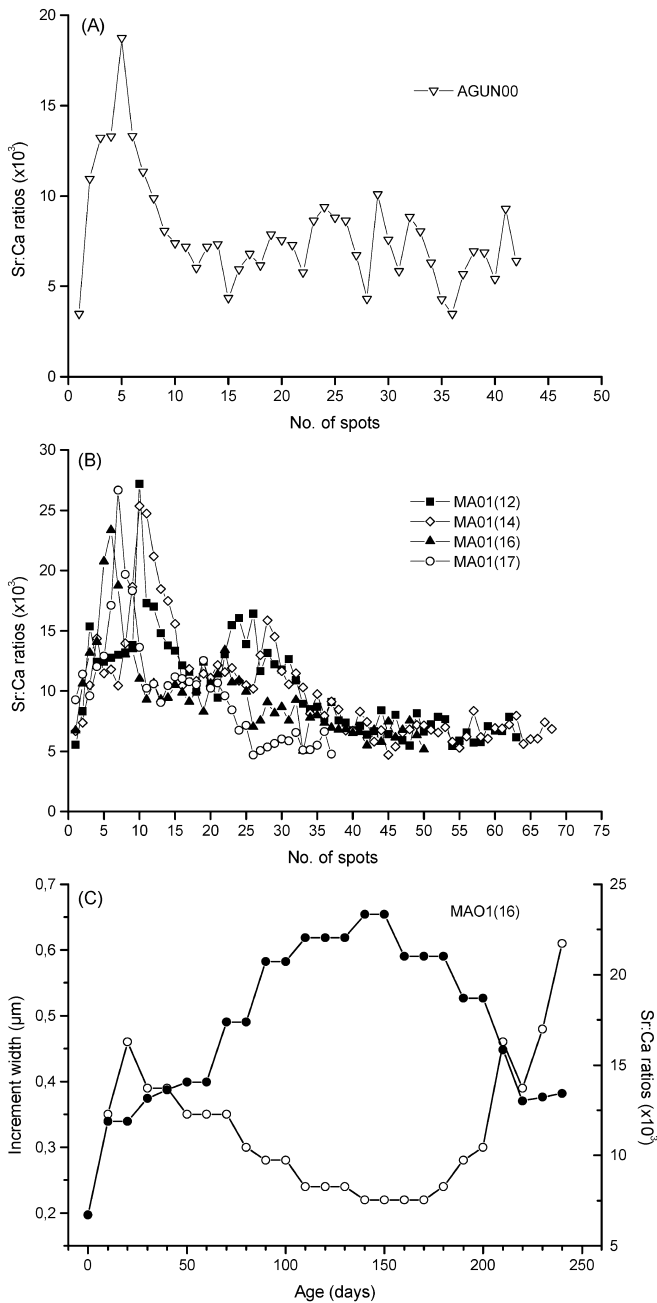 (A)
20
15
10
5
0
Sr:Ca ratios (x10³)
AGUN00
0 5 10 15 20 25 30 35 40 45 50
No. of spots
(B)
30
25
20
15
10
5
0
Sr:Ca ratios (x10³)
MA01(12)
MA01(14)
MA01(16)
MA01(17)
0 5 10 15 20 25 30 35 40 45 50 55 60 65 70 75
No. of spots
(C)
0,7
0,6
0,5
0,4
0,3
0,2
Increment width (µm)
MAO1(16)
25
20
15
10
5
Sr:Ca ratios (x10³)
0 50 100 150 200 250
Age (days)